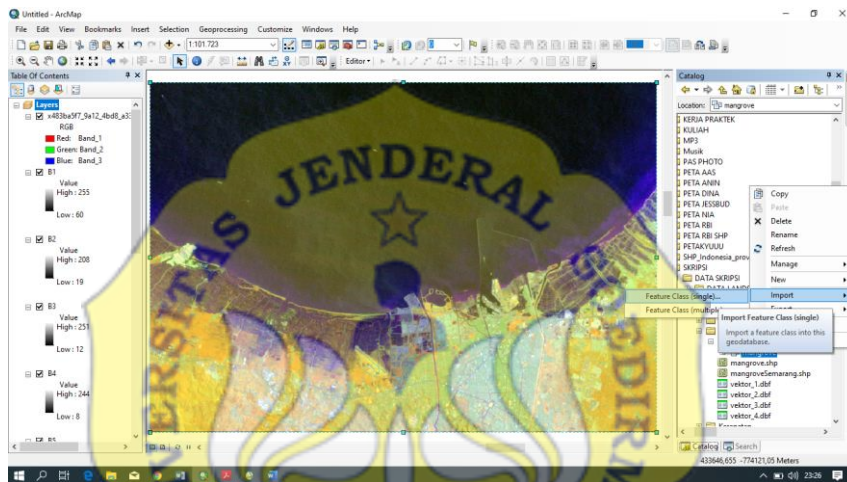 Untitled - ArcMap
File Edit View Bookmarks Insert Selection Geoprocessing Customize Windows Help
1:101.723
Editor
Table Of Contents
Layers
RGB
Red: Band_1
Green: Band_2
Blue: Band_3
B1
Value
High : 255
Low : 60
B2
Value
High : 208
Low : 19
B3
Value
High : 251
Low : 12
B4
Value
High : 244
Low : 8
B5
JENDERAL
Catalog
Location: mangrove
KERJA PRAKTEK
KULIAH
MP3
Musik
PAS PHOTO
PETA AAS
PETA ANIN
PETA DINA
PETA JESSBUD
PETA NIA
PETA RBI
PETA RBI SHP
PETAKYUUU
SKRIPSI
DATA SKRIPSI
Copy
Paste
Delete
Rename
Refresh
Manage
New
Import
Export
Feature Class (single)...
Feature Class (multiple)
Import Feature Class (single)
Import a feature class into this
geodatabase.
mangrove
mangrove.shp
mangroveSemarang.shp
vektor_1.dbf
vektor_2.dbf
vektor_3.dbf
vektor_4.dbf
Catalog Search
433646,655 -774121,05 Meters
23:26